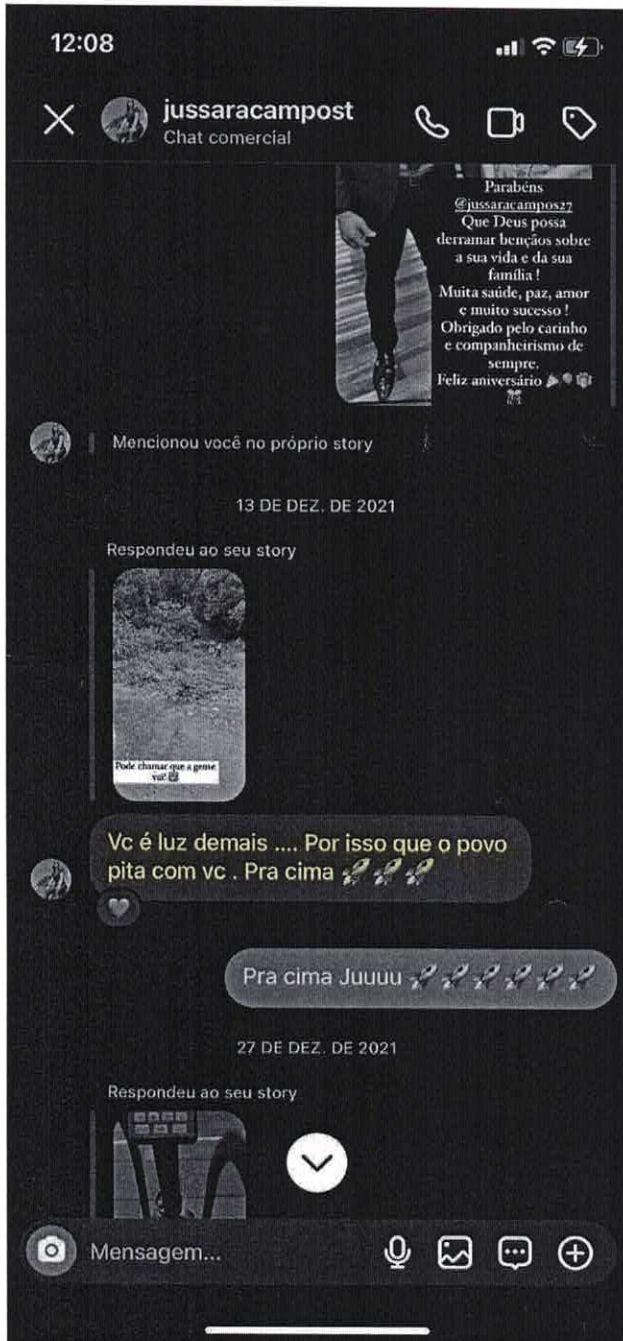 12:08
jussaracampost
Chat comercial
Parabéns
@jussaracampos27
Que Deus possa
derramar bençãos sobre
a sua vida e da sua
família !
Muita saúde, paz, amor
e muito sucesso !
Obrigado pelo carinho
e companheirismo de
sempre.
Feliz aniversário
Mencionou você no próprio story
13 DE DEZ. DE 2021
Respondeu ao seu story
Pode chamar que a gente
vai!
Vc é luz demais .... Por isso que o povo
pita com vc . Pra cima 🚀🚀🚀
Pra cima Juuuu 🚀🚀🚀🚀🚀🚀
27 DE DEZ. DE 2021
Respondeu ao seu story
Mensagem...